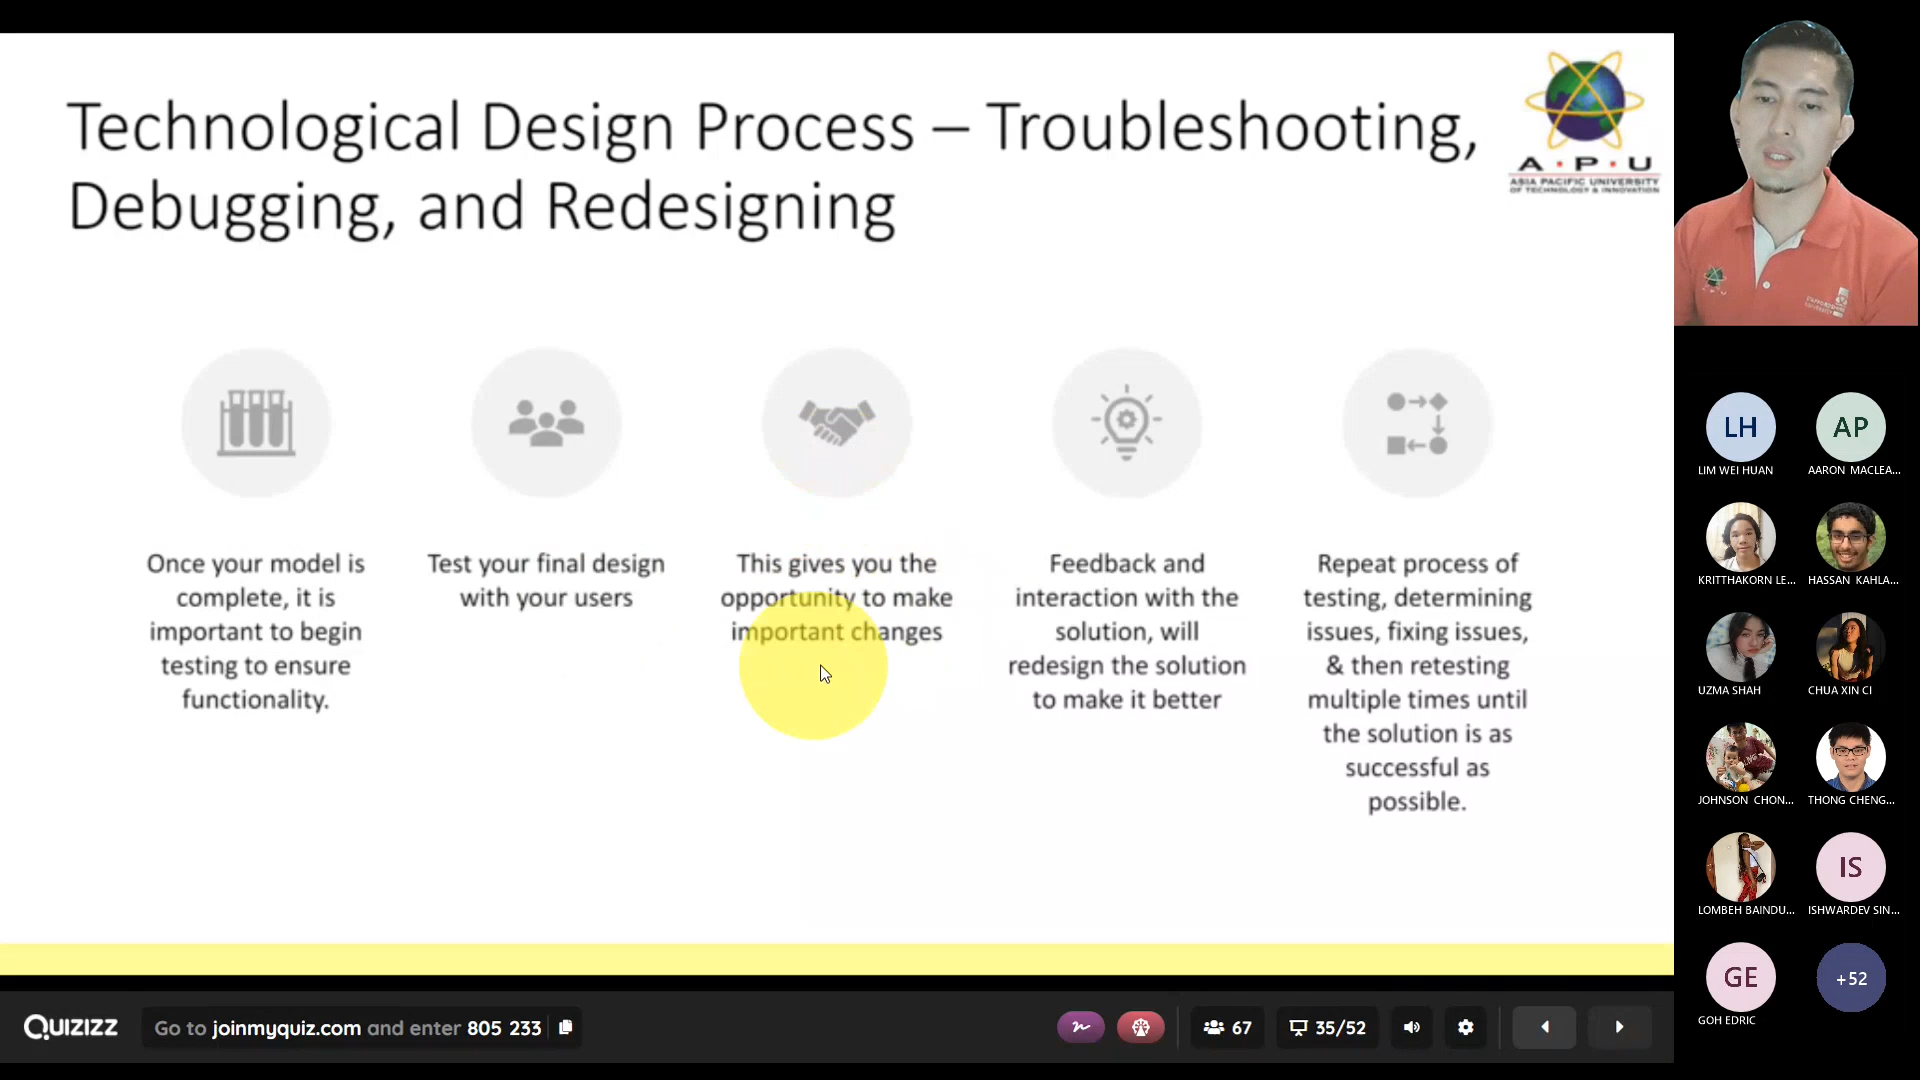 Technological Design Process – Troubleshooting,
Debugging, and Redesigning
A·P·U
ASIA PACIFIC UNIVERSITY
OF TECHNOLOGY & INNOVATION
Once your model is
complete, it is
important to begin
testing to ensure
functionality.
Test your final design
with your users
This gives you the
opportunity to make
important changes
Feedback and
interaction with the
solution, will
redesign the solution
to make it better
Repeat process of
testing, determining
issues, fixing issues,
& then retesting
multiple times until
the solution is as
successful as
possible.
LH
LIM WEI HUAN
AP
AARON MACLEA...
KRITTHAKORN LE...
HASSAN KAHLA...
UZMA SHAH
CHUA XIN CI
JOHNSON CHON...
THONG CHENG...
LOMBEH BAINDU...
IS
ISHWARDEV SIN...
GE
GOH EDRIC
+52
QUIZIZZ
Go to joinmyquiz.com and enter 805 233
67
35/52